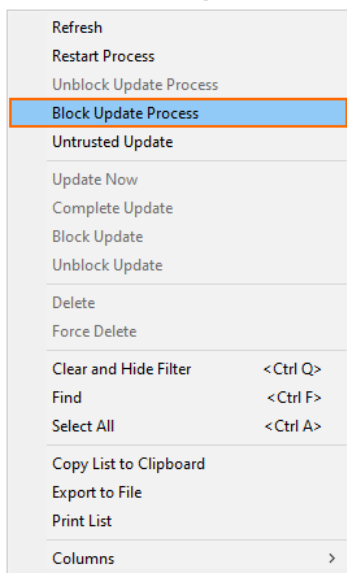 Refresh
Restart Process
Unblock Update Process
Block Update Process
Untrusted Update
Update Now
Complete Update
Block Update
Unblock Update
Delete
Force Delete
Clear and Hide Filter <Ctrl Q>
Find <Ctrl F>
Select All <Ctrl A>
Copy List to Clipboard
Export to File
Print List
Columns >